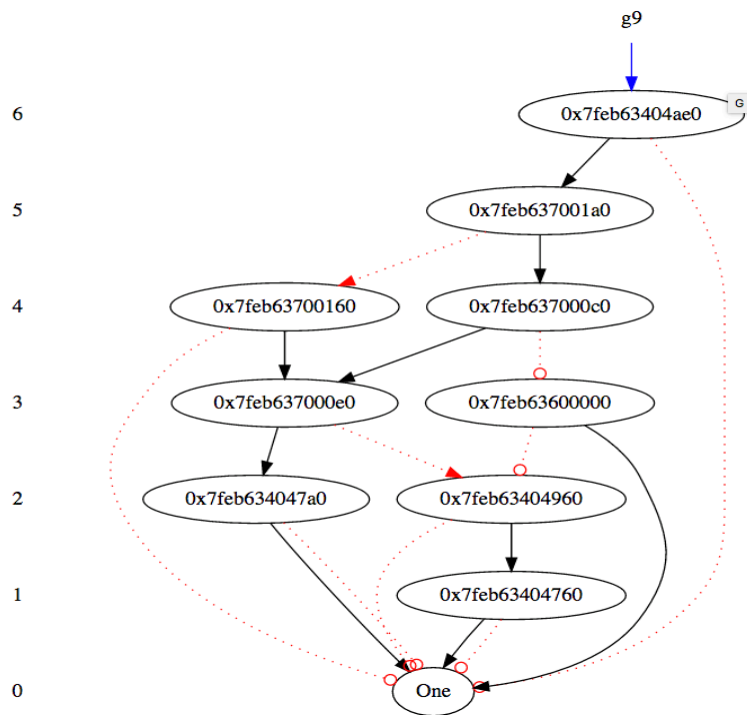 g9
6 0x7feb63404ae0 G
5 0x7feb637001a0
4 0x7feb63700160 0x7feb637000c0
3 0x7feb637000e0 0x7feb63600000
2 0x7feb634047a0 0x7feb63404960
1 0x7feb63404760
0 One